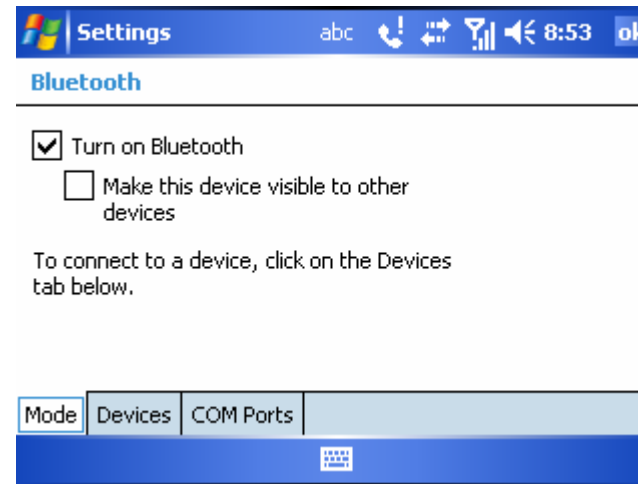 Settings abc 8:53 ok
Bluetooth
Turn on Bluetooth
Make this device visible to other
devices
To connect to a device, click on the Devices
tab below.
Mode Devices COM Ports